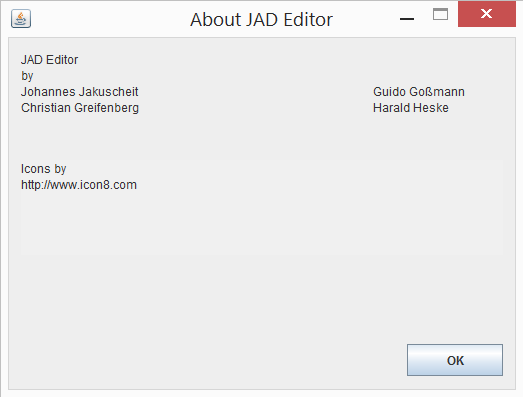 About JAD Editor
JAD Editor
by
Johannes Jakuscheit Guido Goßmann
Christian Greifenberg Harald Heske
Icons by
http://www.icon8.com
OK